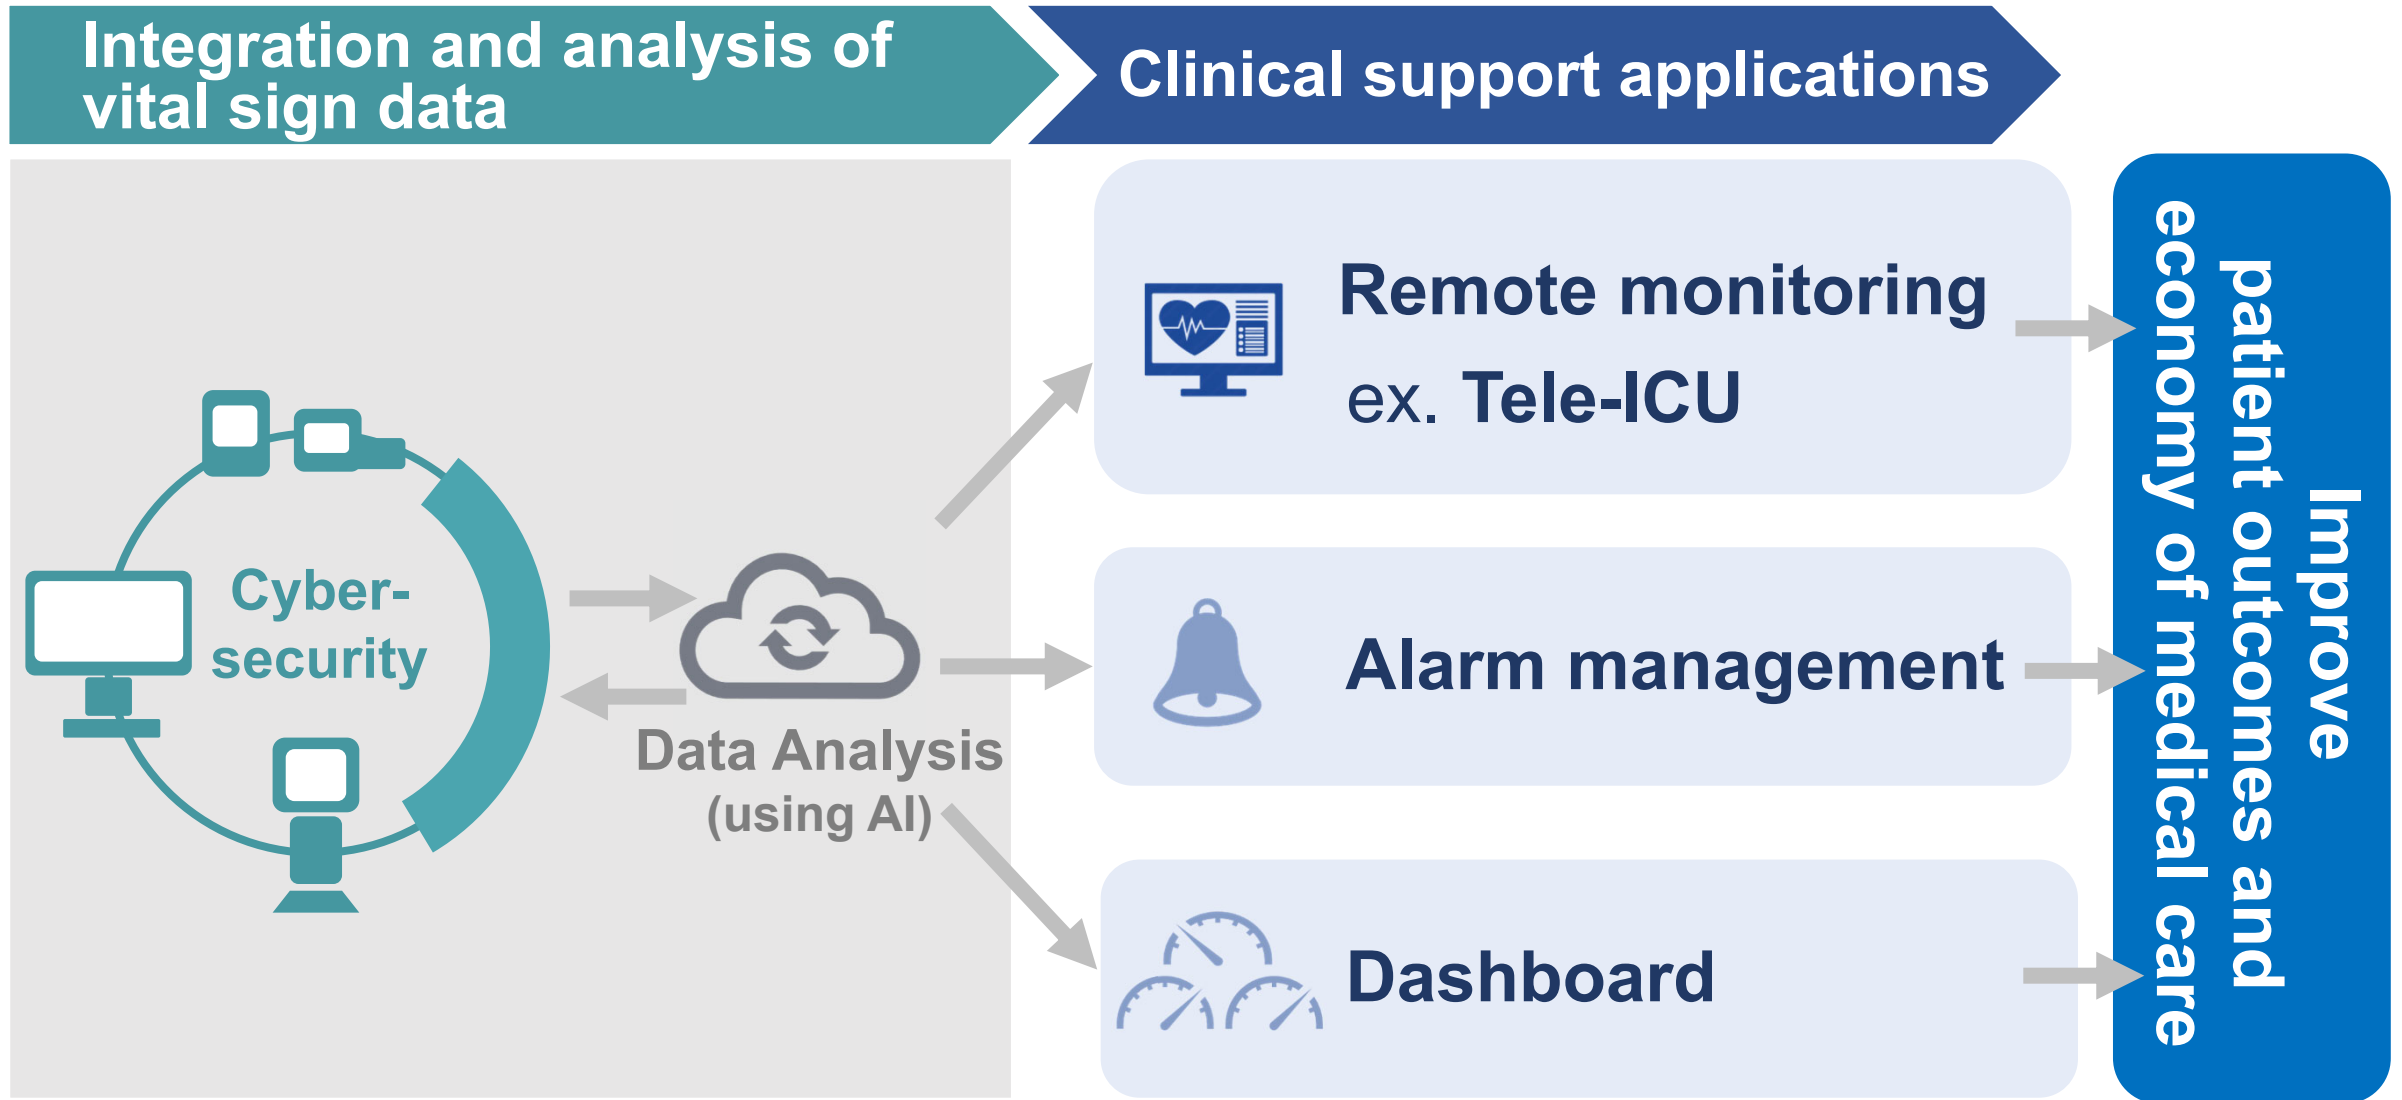 Integration and analysis of
vital sign data
Clinical support applications
Cyber-
security
Data Analysis
(using AI)
Remote monitoring
ex. Tele-ICU
Alarm management
Dashboard
Improve
patient outcomes and
economy of medical care